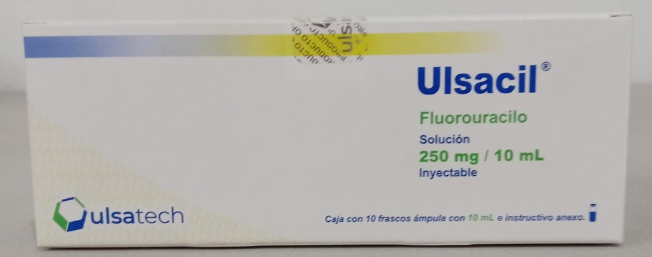 Ulsacil®
Fluorouracilo
Solución
250 mg / 10 mL
Inyectable
ulsatech
Caja con 10 frascos ámpula con 10 mL e instructivo anexo.